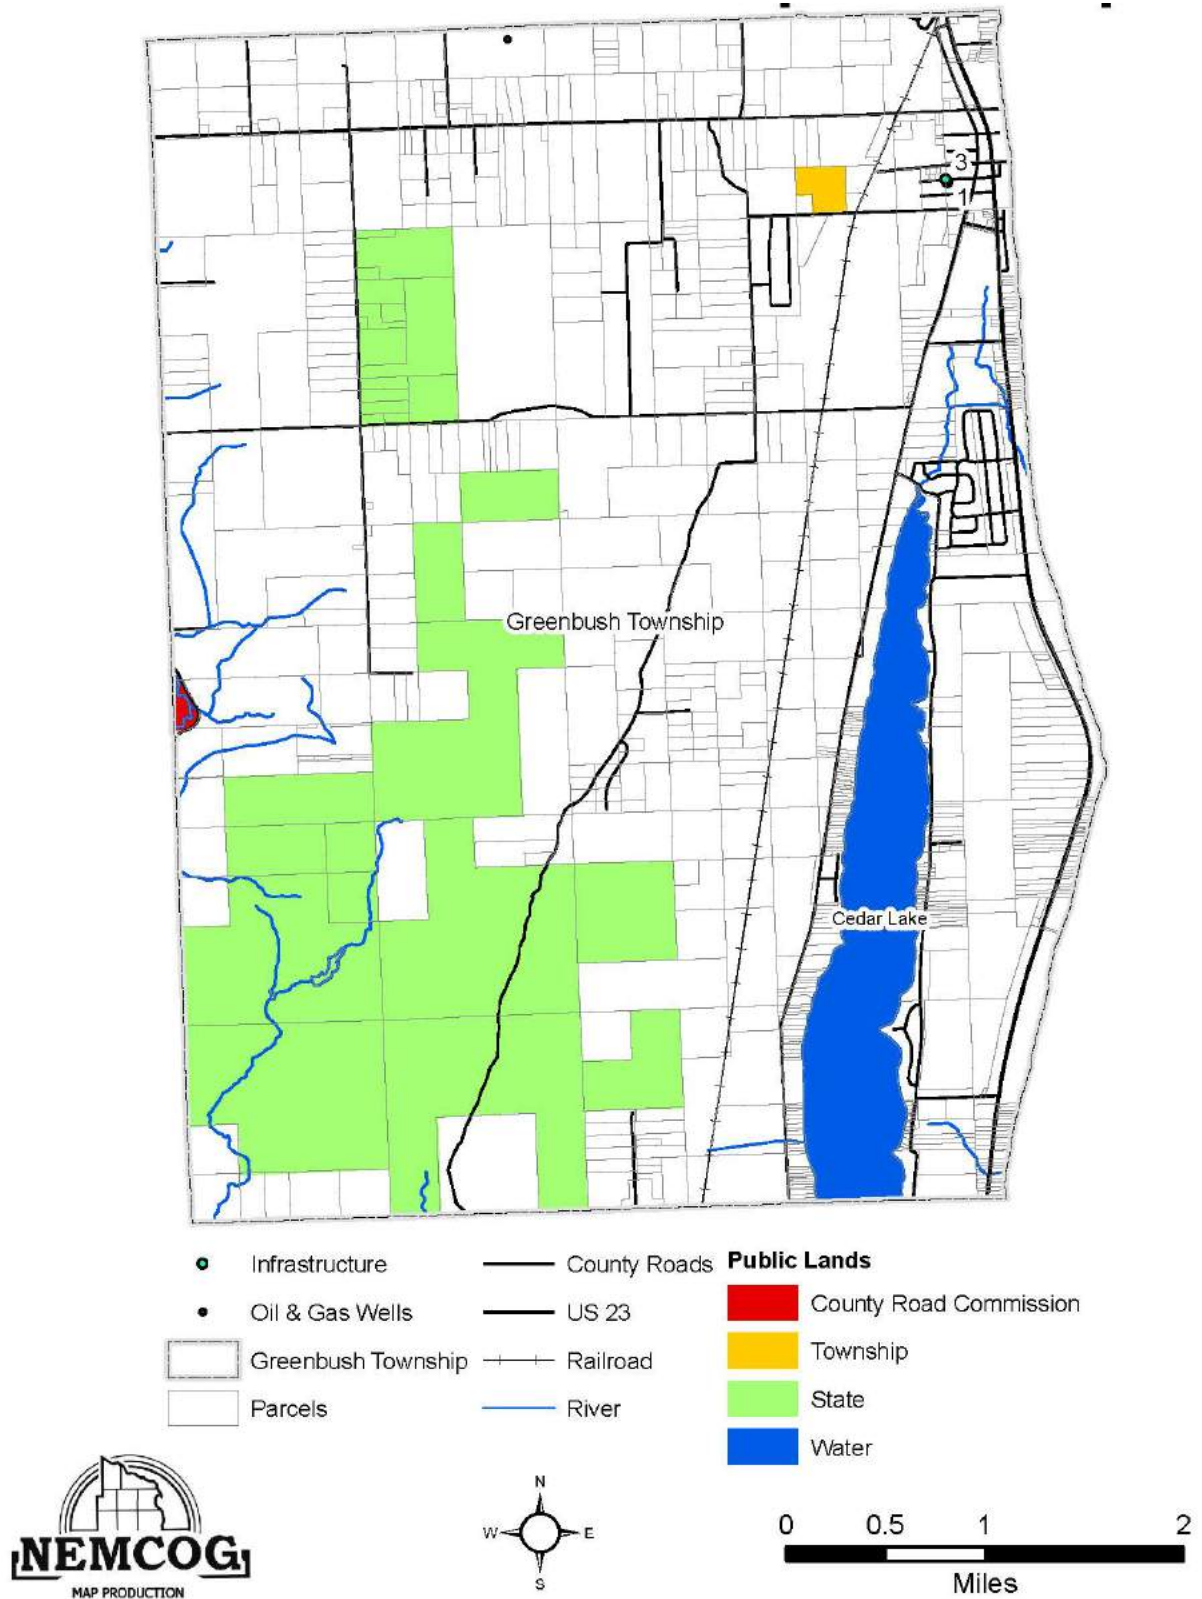 3
1
Greenbush Township
Cedar Lake
Infrastructure
Oil & Gas Wells
Greenbush Township
Parcels
County Roads
US 23
Railroad
River
Public Lands
County Road Commission
Township
State
Water
NEMCOG
MAP PRODUCTION
N
W E
S
0 0.5 1 2
Miles